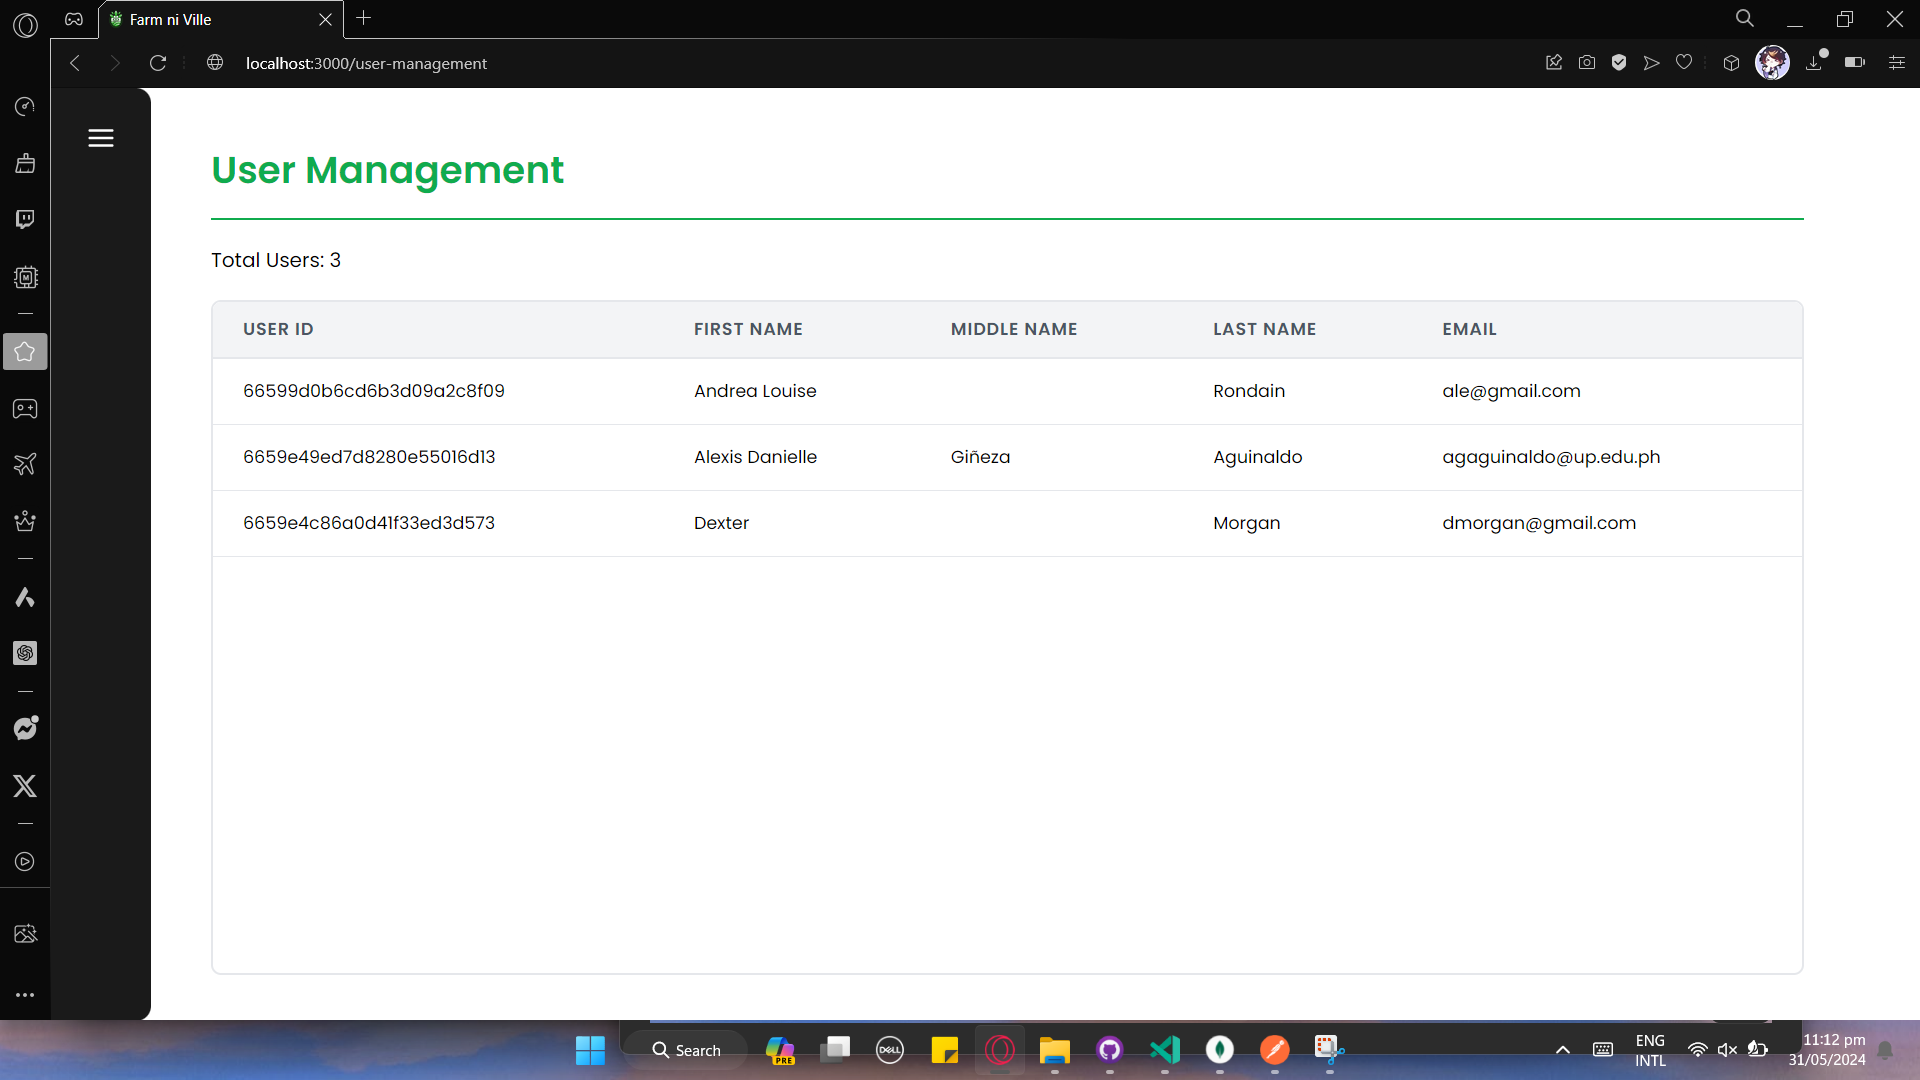 Farm ni Ville
localhost:3000/user-management
User Management
Total Users: 3
USER ID FIRST NAME MIDDLE NAME LAST NAME EMAIL
66599d0b6cd6b3d09a2c8f09 Andrea Louise Rondain ale@gmail.com
6659e49ed7d8280e55016d13 Alexis Danielle Giñeza Aguinaldo agaguinaldo@up.edu.ph
6659e4c86a0d41f33ed3d573 Dexter Morgan dmorgan@gmail.com
Search
PRE
DELL
ENG
INTL
11:12 pm
31/05/2024